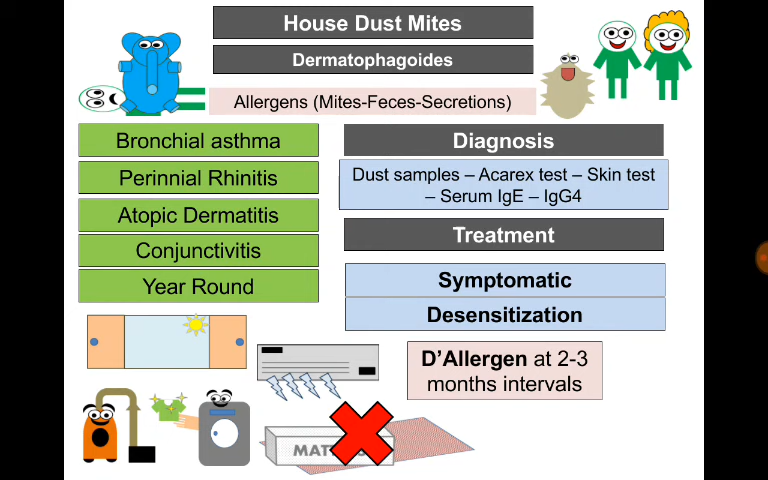 House Dust Mites
Dermatophagoides
Allergens (Mites-Feces-Secretions)
Bronchial asthma
Perinnial Rhinitis
Atopic Dermatitis
Conjunctivitis
Year Round
Diagnosis
Dust samples – Acarex test – Skin test
– Serum IgE – IgG4
Treatment
Symptomatic
Desensitization
D’Allergen at 2-3
months intervals